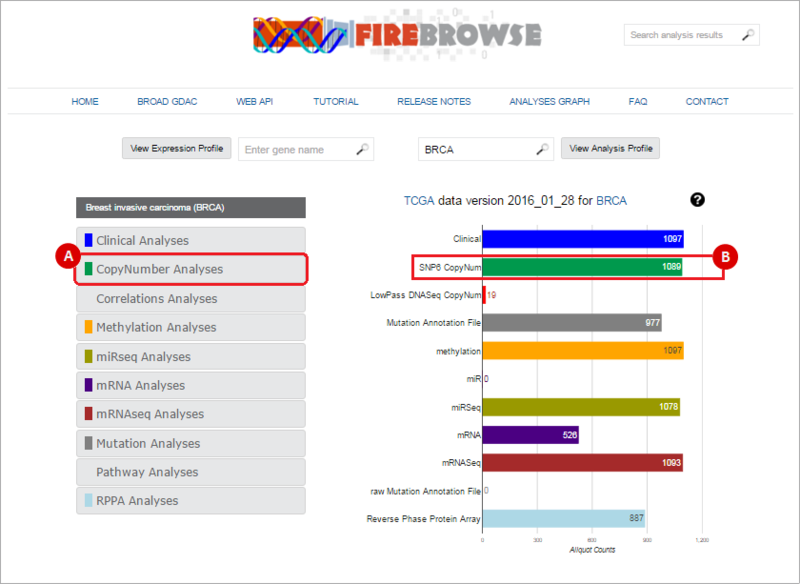 FIREBROWSE
Search analysis results
HOME BROAD GDAC WEB API TUTORIAL RELEASE NOTES ANALYSES GRAPH FAQ CONTACT
View Expression Profile Enter gene name BRCA View Analysis Profile
Breast invasive carcinoma (BRCA)
Clinical Analyses
A
CopyNumber Analyses
Correlations Analyses
Methylation Analyses
miRseq Analyses
mRNA Analyses
mRNAseq Analyses
Mutation Analyses
Pathway Analyses
RPPA Analyses
TCGA data version 2016_01_28 for BRCA ?
Clinical 1097
SNP6 CopyNum 1089
B
LowPass DNASeq CopyNum 19
Mutation Annotation File 977
methylation 1097
miR 0
miRSeq 1078
mRNA 526
mRNASeq 1093
raw Mutation Annotation File 0
Reverse Phase Protein Array 887
0 300 600 900 1,200
Aliquot Counts